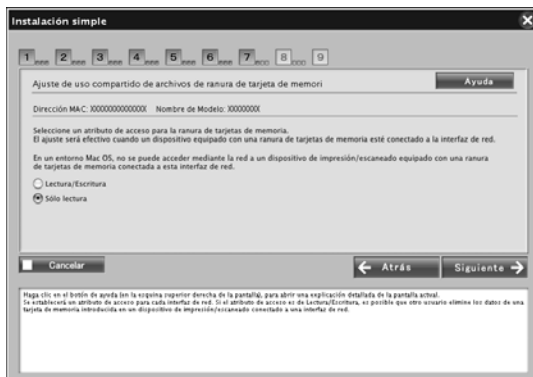 Instalación simple
1 2 3 4 5 6 7 8 9
Ajuste de uso compartido de archivos de ranura de tarjeta de memori
Ayuda
Dirección MAC: XXXXXXXXXXXXXX Nombre de Modelo: XXXXXXXX
Seleccione un atributo de acceso para la ranura de tarjetas de memoria.
El ajuste será efectivo cuando un dispositivo equipado con una ranura de tarjetas de memoria esté conectado a la interfaz de red.
En un entorno Mac OS, no se puede acceder mediante la red a un dispositivo de impresión/escaneado equipado con una ranura
de tarjetas de memoria conectada a esta interfaz de red.
Lectura/Escritura
Sólo lectura
Cancelar
Atrás
Siguiente
Haga clic en el botón de ayuda (en la esquina superior derecha de la pantalla), para abrir una explicación detallada de la pantalla actual.
Se establecerá un atributo de acceso para cada interfaz de red. Si el atributo de acceso es de Lectura/Escritura, es posible que otro usuario elimine los datos de una
tarjeta de memoria introducida en un dispositivo de impresión/escaneado conectado a una interfaz de red.